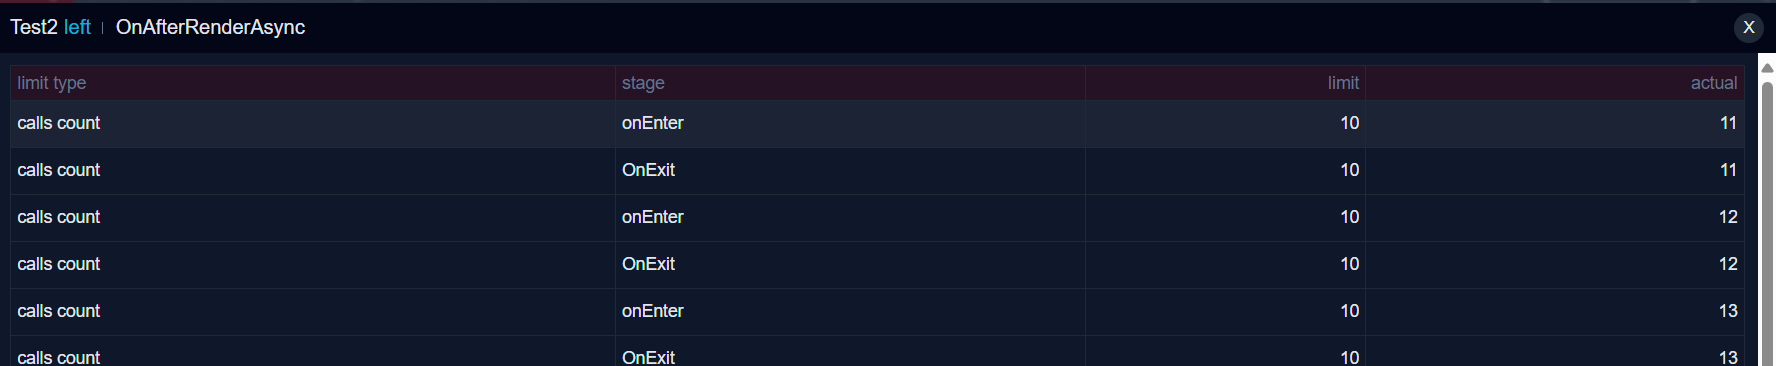 Test2 left | OnAfterRenderAsync X
limit type stage limit actual
calls count onEnter 10 11
calls count OnExit 10 11
calls count onEnter 10 12
calls count OnExit 10 12
calls count onEnter 10 13
calls count OnExit 10 13